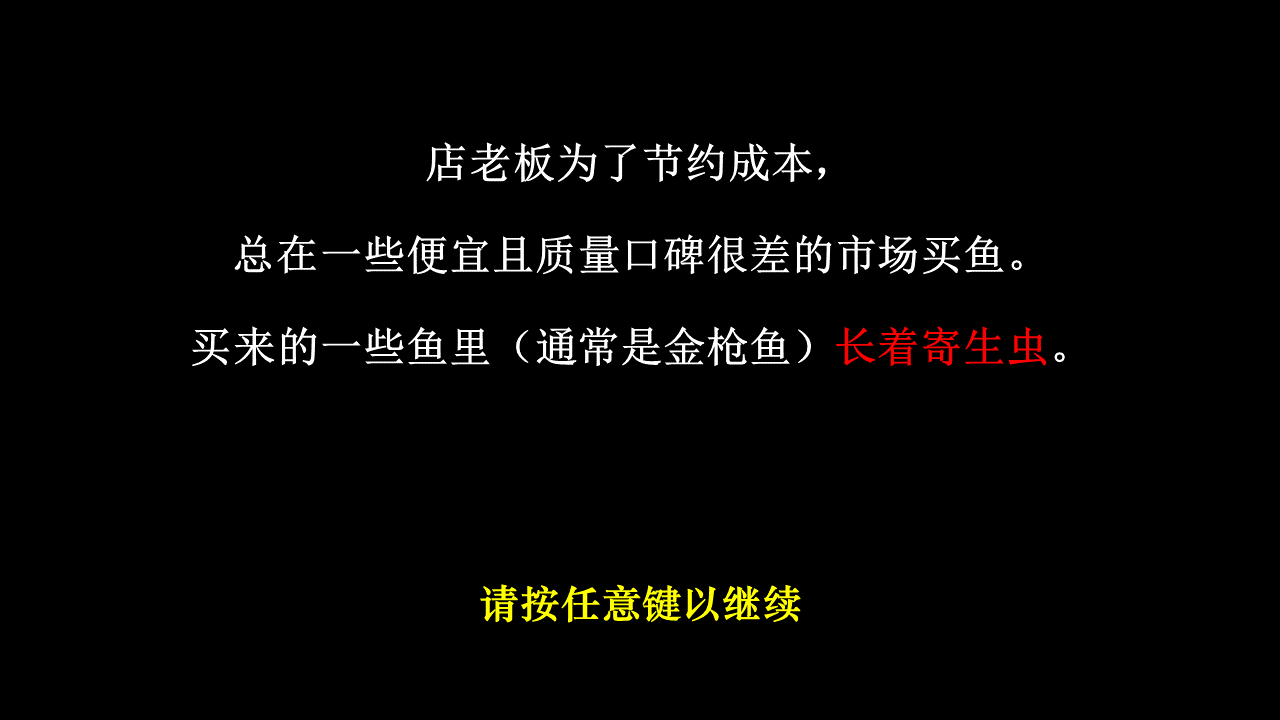 店老板为了节约成本，
总在一些便宜且质量口碑很差的市场买鱼。
买来的一些鱼里（通常是金枪鱼）长着寄生虫。
请按任意键以继续